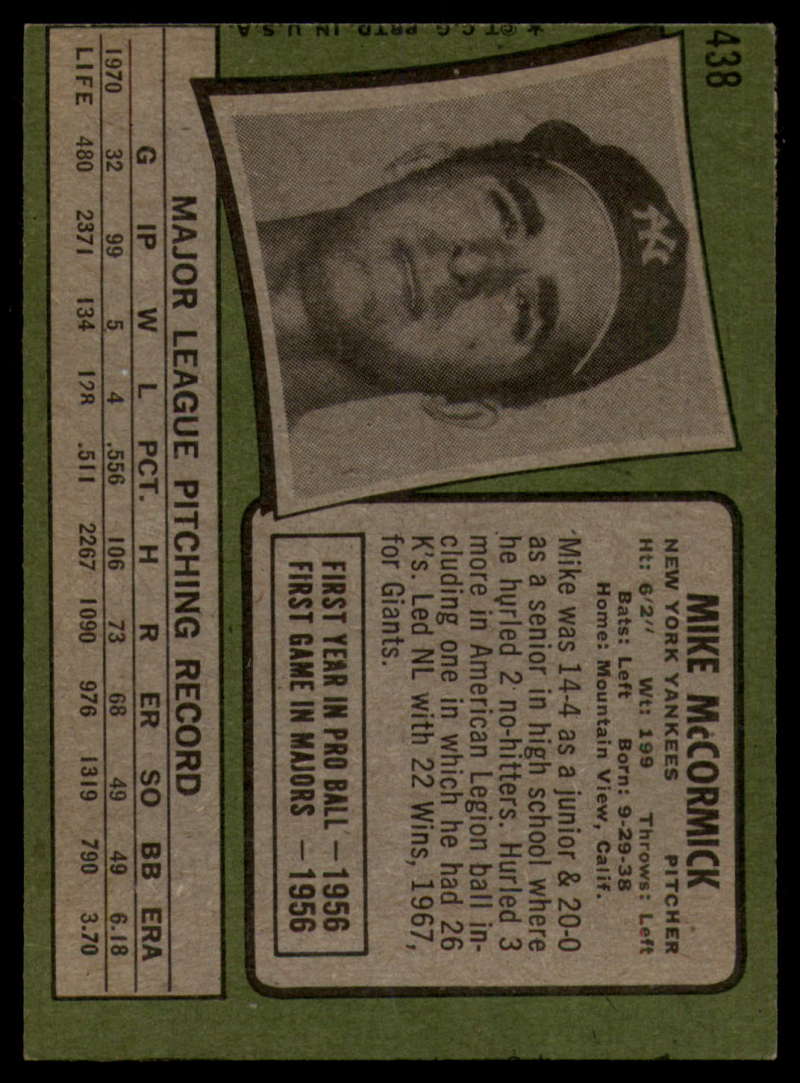 438
MIKE McCORMICK
NEW YORK YANKEES PITCHER
Ht: 6'2" Wt: 199 Throws: Left
Bats: Left Born: 9-29-38
Home: Mountain View, Calif.
Mike was 14-4 as a junior & 20-0
as a senior in high school where
he hurled 2 no-hitters. Hurled 3
more in American Legion ball in-
cluding one in which he had 26
K's. Led NL with 22 Wins, 1967,
for Giants.
FIRST YEAR IN PRO BALL — 1956
FIRST GAME IN MAJORS — 1956
NY
★ ©T.C.G. PRTD. IN U.S.A.
MAJOR LEAGUE PITCHING RECORD
G IP W L PCT. H R ER SO BB ERA
1970 32 99 5 4 .556 106 73 68 49 49 6.18
LIFE 480 2371 134 128 .511 2267 1090 976 1319 790 3.70